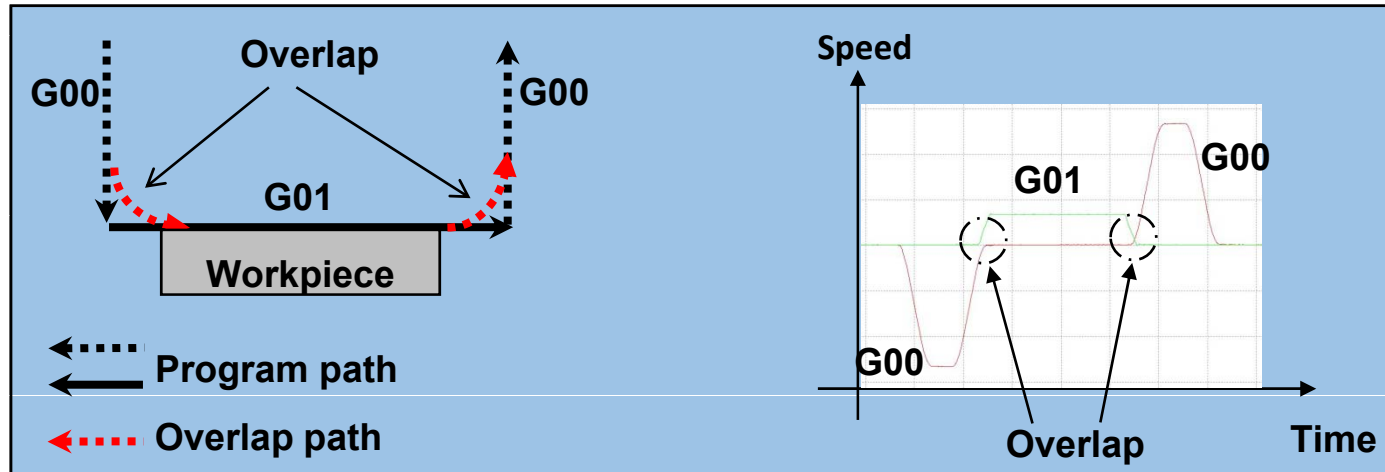 Overlap
G00
G00
G01
Workpiece
Program path
Overlap path
Speed
G00
G01
G00
Overlap
Time